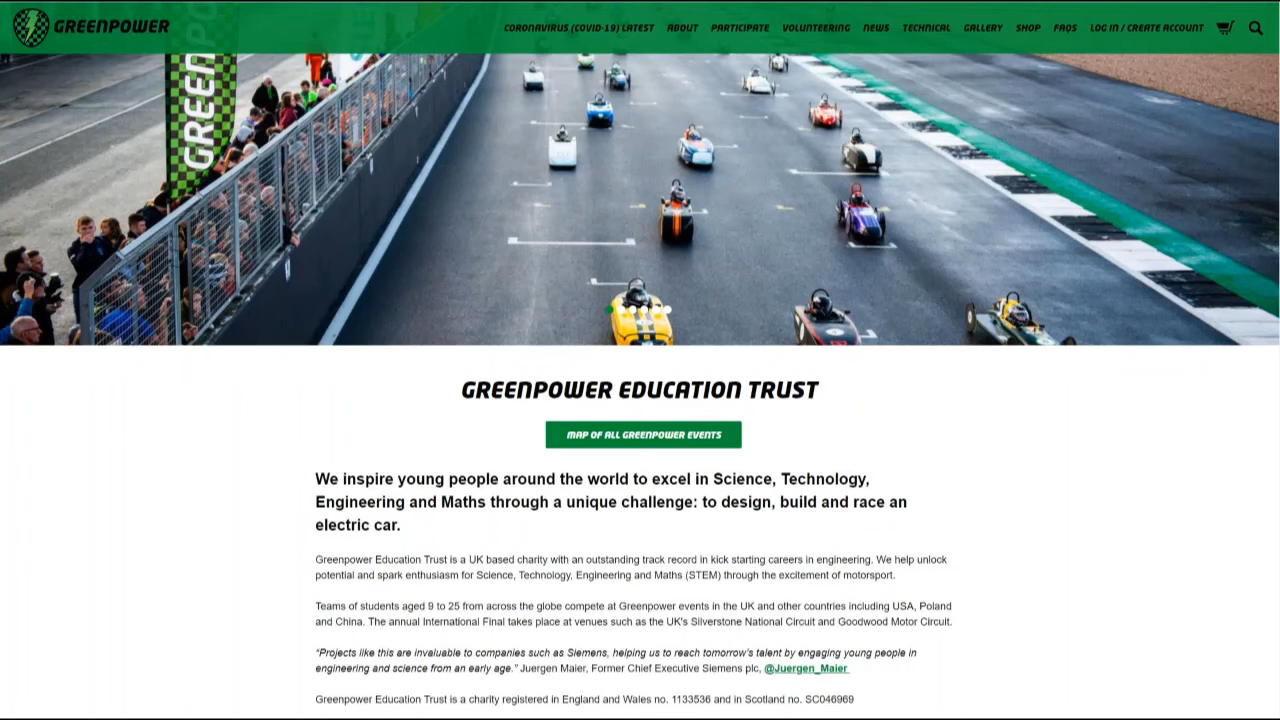 GREENPOWER
CORONAVIRUS (COVID-19) LATEST ABOUT PARTICIPATE VOLUNTEERING NEWS TECHNICAL GALLERY SHOP FAQS LOG IN / CREATE ACCOUNT
GREENPO
GREENPOWER EDUCATION TRUST
MAP OF ALL GREENPOWER EVENTS
We inspire young people around the world to excel in Science, Technology,
Engineering and Maths through a unique challenge: to design, build and race an
electric car.
Greenpower Education Trust is a UK based charity with an outstanding track record in kick starting careers in engineering. We help unlock
potential and spark enthusiasm for Science, Technology, Engineering and Maths (STEM) through the excitement of motorsport.
Teams of students aged 9 to 25 from across the globe compete at Greenpower events in the UK and other countries including USA, Poland
and China. The annual International Final takes place at venues such as the UK's Silverstone National Circuit and Goodwood Motor Circuit.
“Projects like this are invaluable to companies such as Siemens, helping us to reach tomorrow’s talent by engaging young people in
engineering and science from an early age.” Juergen Maier, Former Chief Executive Siemens plc, @Juergen_Maier
Greenpower Education Trust is a charity registered in England and Wales no. 1133536 and in Scotland no. SC046969